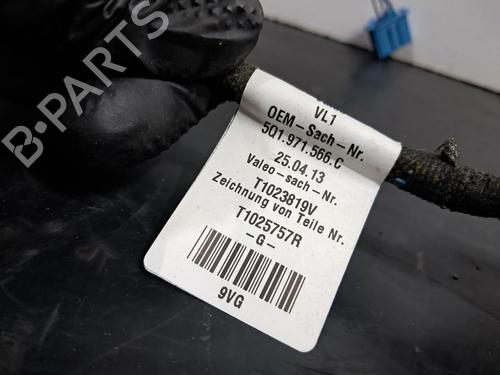 VL1
OEM-Sach-Nr.
5Q1.971.566.C
25.04.13
Valeo-sach-Nr.
T1023819V
Zeichnung von Teile Nr.
T1025757R
-G-
9VG
B-PARTS